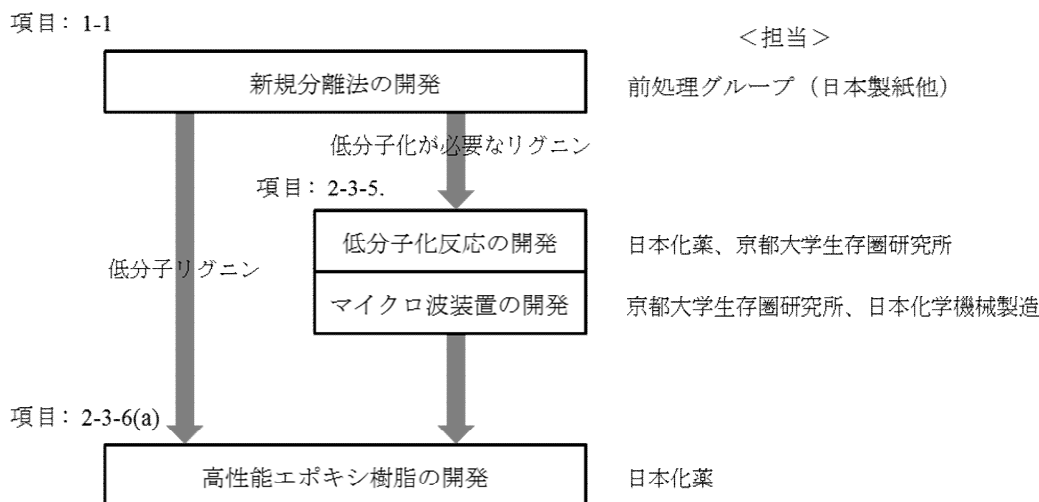 項目：1-1
＜担当＞
新規分離法の開発
前処理グループ（日本製紙他）
低分子化が必要なリグニン
項目：2-3-5.
低分子化反応の開発
日本化薬、京都大学生存圏研究所
低分子リグニン
マイクロ波装置の開発
京都大学生存圏研究所、日本化学機械製造
項目：2-3-6(a)
高性能エポキシ樹脂の開発
日本化薬